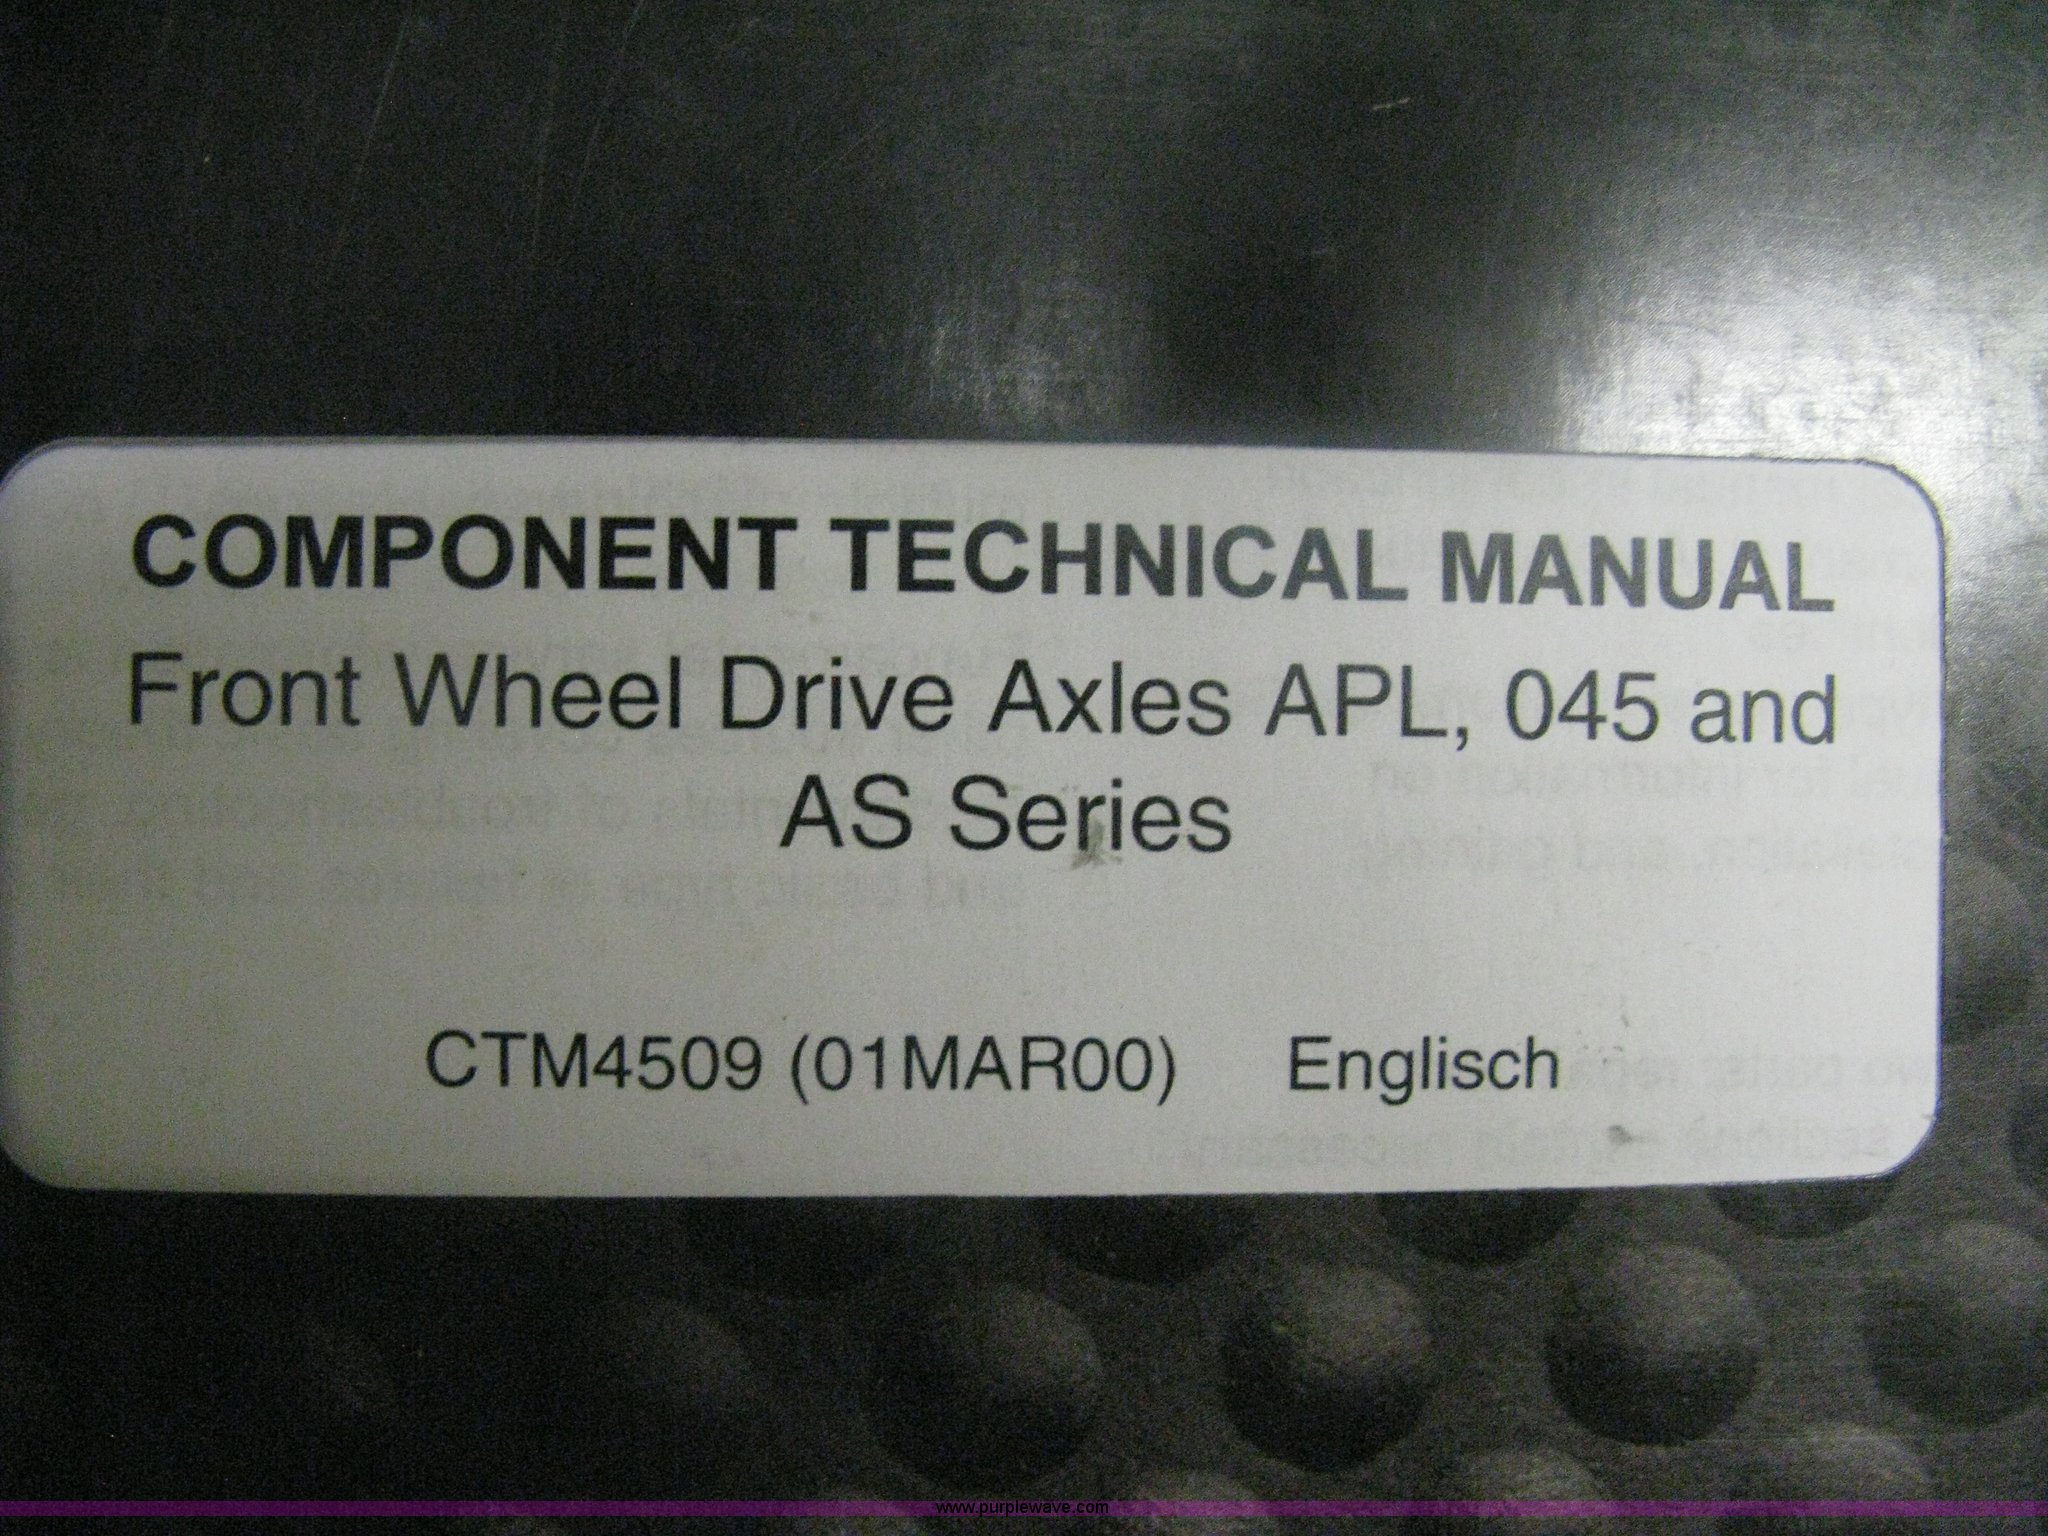 COMPONENT TECHNICAL MANUAL
Front Wheel Drive Axles APL, 045 and
AS Series
CTM4509 (01MAR00) Englisch
www.purplewave.com